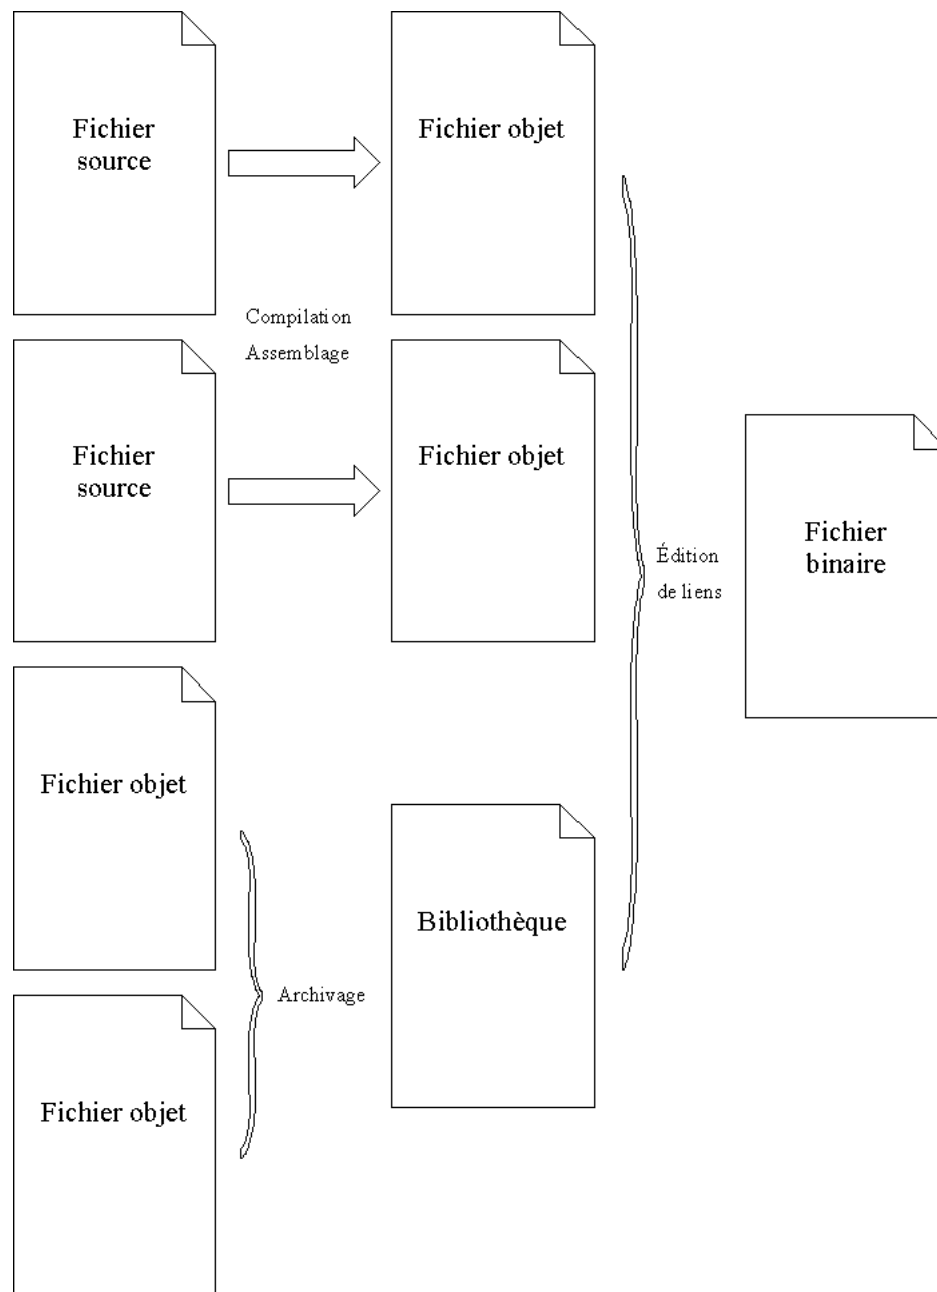 Fichier
source
Fichier objet
Compilation
Assemblage
Fichier
source
Fichier objet
Édition
de liens
Fichier
binaire
Fichier objet
Bibliothèque
Archivage
Fichier objet